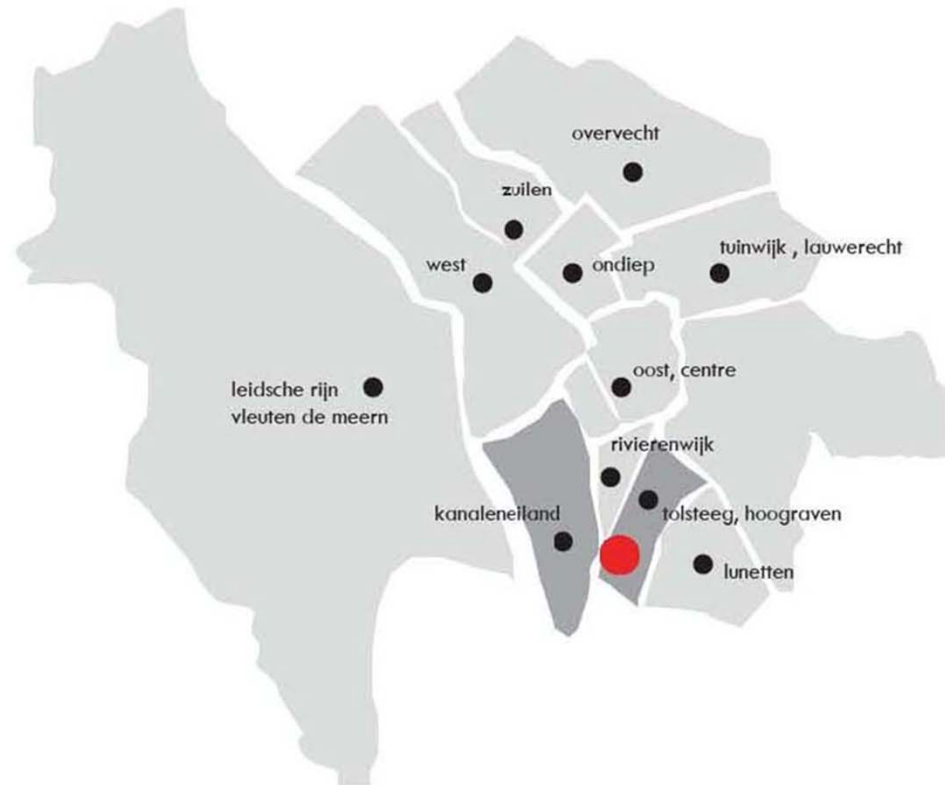 overvecht
zuilen
tuinwijk , lauwerecht
west
ondiep
oost, centre
leidsche rijn
vleuten de meern
rivierenwijk
kanaleneiland
tolsteeg, hoograven
lunetten